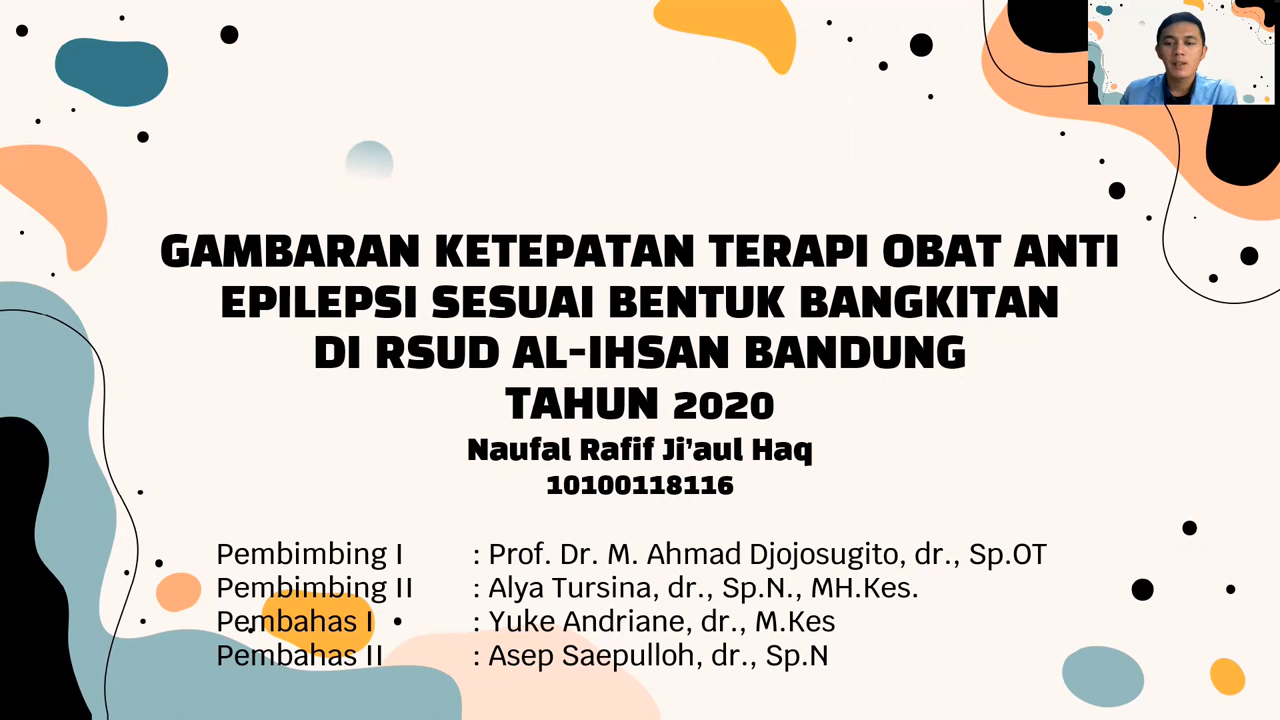 GAMBARAN KETEPATAN TERAPI OBAT ANTI
EPILEPSI SESUAI BENTUK BANGKITAN
DI RSUD AL-IHSAN BANDUNG
TAHUN 2020
Naufal Rafif Ji’aul Haq
10100118116
Pembimbing I : Prof. Dr. M. Ahmad Djojosugito, dr., Sp.OT
Pembimbing II : Alya Tursina, dr., Sp.N., MH.Kes.
Pembahas I : Yuke Andriane, dr., M.Kes
Pembahas II : Asep Saepulloh, dr., Sp.N